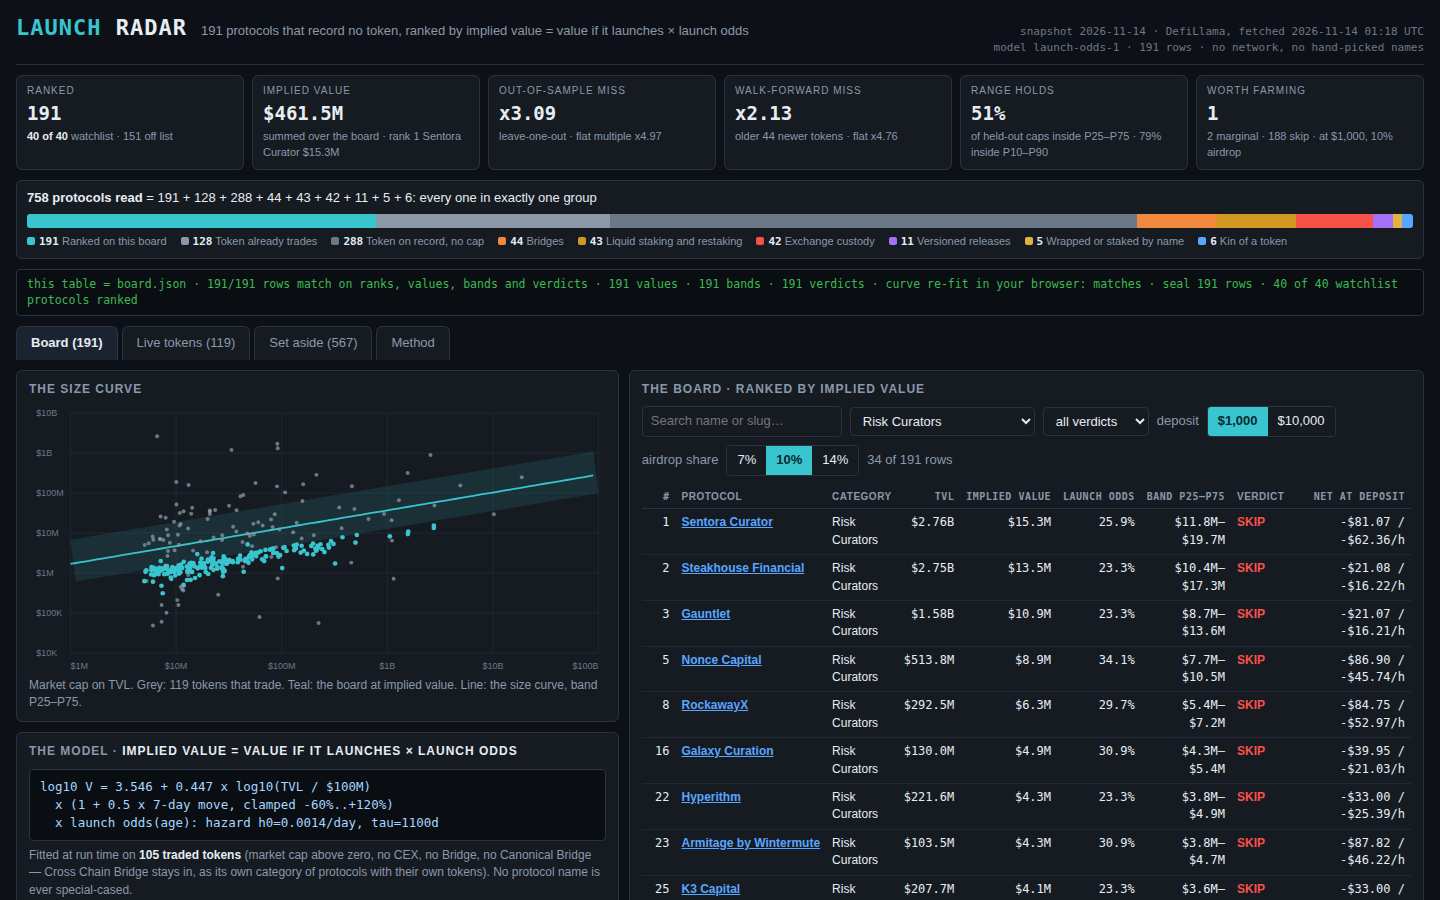 LAUNCH RADAR 191 protocols that record no token, ranked by implied value = value if it launches × launch odds
snapshot 2026-11-14 · DefiLlama, fetched 2026-11-14 01:18 UTC
model launch-odds-1 · 191 rows · no network, no hand-picked names
RANKED
191
40 of 40 watchlist · 151 off list
IMPLIED VALUE
$461.5M
summed over the board · rank 1 Sentora
Curator $15.3M
OUT-OF-SAMPLE MISS
x3.09
leave-one-out · flat multiple x4.97
WALK-FORWARD MISS
x2.13
older 44 newer tokens · flat x4.76
RANGE HOLDS
51%
of held-out caps inside P25–P75 · 79%
inside P10–P90
WORTH FARMING
1
2 marginal · 188 skip · at $1,000, 10%
airdrop
758 protocols read = 191 + 128 + 288 + 44 + 43 + 42 + 11 + 5 + 6: every one in exactly one group
191 Ranked on this board 128 Token already trades 288 Token on record, no cap 44 Bridges 43 Liquid staking and restaking 42 Exchange custody 11 Versioned releases 5 Wrapped or staked by name 6 Kin of a token
this table = board.json · 191/191 rows match on ranks, values, bands and verdicts · 191 values · 191 bands · 191 verdicts · curve re-fit in your browser: matches · seal 191 rows · 40 of 40 watchlist
protocols ranked
Board (191)
Live tokens (119)
Set aside (567)
Method
THE SIZE CURVE
$10B
$1B
$100M
$10M
$1M
$100K
$10K
$1M
$10M
$100M
$1B
$10B
$100B
Market cap on TVL. Grey: 119 tokens that trade. Teal: the board at implied value. Line: the size curve, band
P25–P75.
THE MODEL · IMPLIED VALUE = VALUE IF IT LAUNCHES × LAUNCH ODDS
log10 V = 3.546 + 0.447 x log10(TVL / $100M)
x (1 + 0.5 x 7-day move, clamped -60%..+120%)
x launch odds(age): hazard h0=0.0014/day, tau=1100d
Fitted at run time on 105 traded tokens (market cap above zero, no CEX, no Bridge, no Canonical Bridge
— Cross Chain Bridge stays in, as its own category of protocols with their own tokens). No protocol name is
ever special-cased.
THE BOARD · RANKED BY IMPLIED VALUE
Search name or slug…
Risk Curators
all verdicts
deposit
$1,000
$10,000
airdrop share
7%
10%
14%
34 of 191 rows
# PROTOCOL CATEGORY TVL IMPLIED VALUE LAUNCH ODDS BAND P25–P75 VERDICT NET AT DEPOSIT
1 Sentora Curator Risk $2.76B $15.3M 25.9% $11.8M– SKIP -$81.07 /
Curators $19.7M -$62.36/h
2 Steakhouse Financial Risk $2.75B $13.5M 23.3% $10.4M– SKIP -$21.08 /
Curators $17.3M -$16.22/h
3 Gauntlet Risk $1.58B $10.9M 23.3% $8.7M– SKIP -$21.07 /
Curators $13.6M -$16.21/h
5 Nonce Capital Risk $513.8M $8.9M 34.1% $7.7M– SKIP -$86.90 /
Curators $10.5M -$45.74/h
8 RockawayX Risk $292.5M $6.3M 29.7% $5.4M– SKIP -$84.75 /
Curators $7.2M -$52.97/h
16 Galaxy Curation Risk $130.0M $4.9M 30.9% $4.3M– SKIP -$39.95 /
Curators $5.4M -$21.03/h
22 Hyperithm Risk $221.6M $4.3M 23.3% $3.8M– SKIP -$33.00 /
Curators $4.9M -$25.39/h
23 Armitage by Wintermute Risk $103.5M $4.3M 30.9% $3.8M– SKIP -$87.82 /
Curators $4.7M -$46.22/h
25 K3 Capital Risk $207.7M $4.1M 23.3% $3.6M– SKIP -$33.00 /